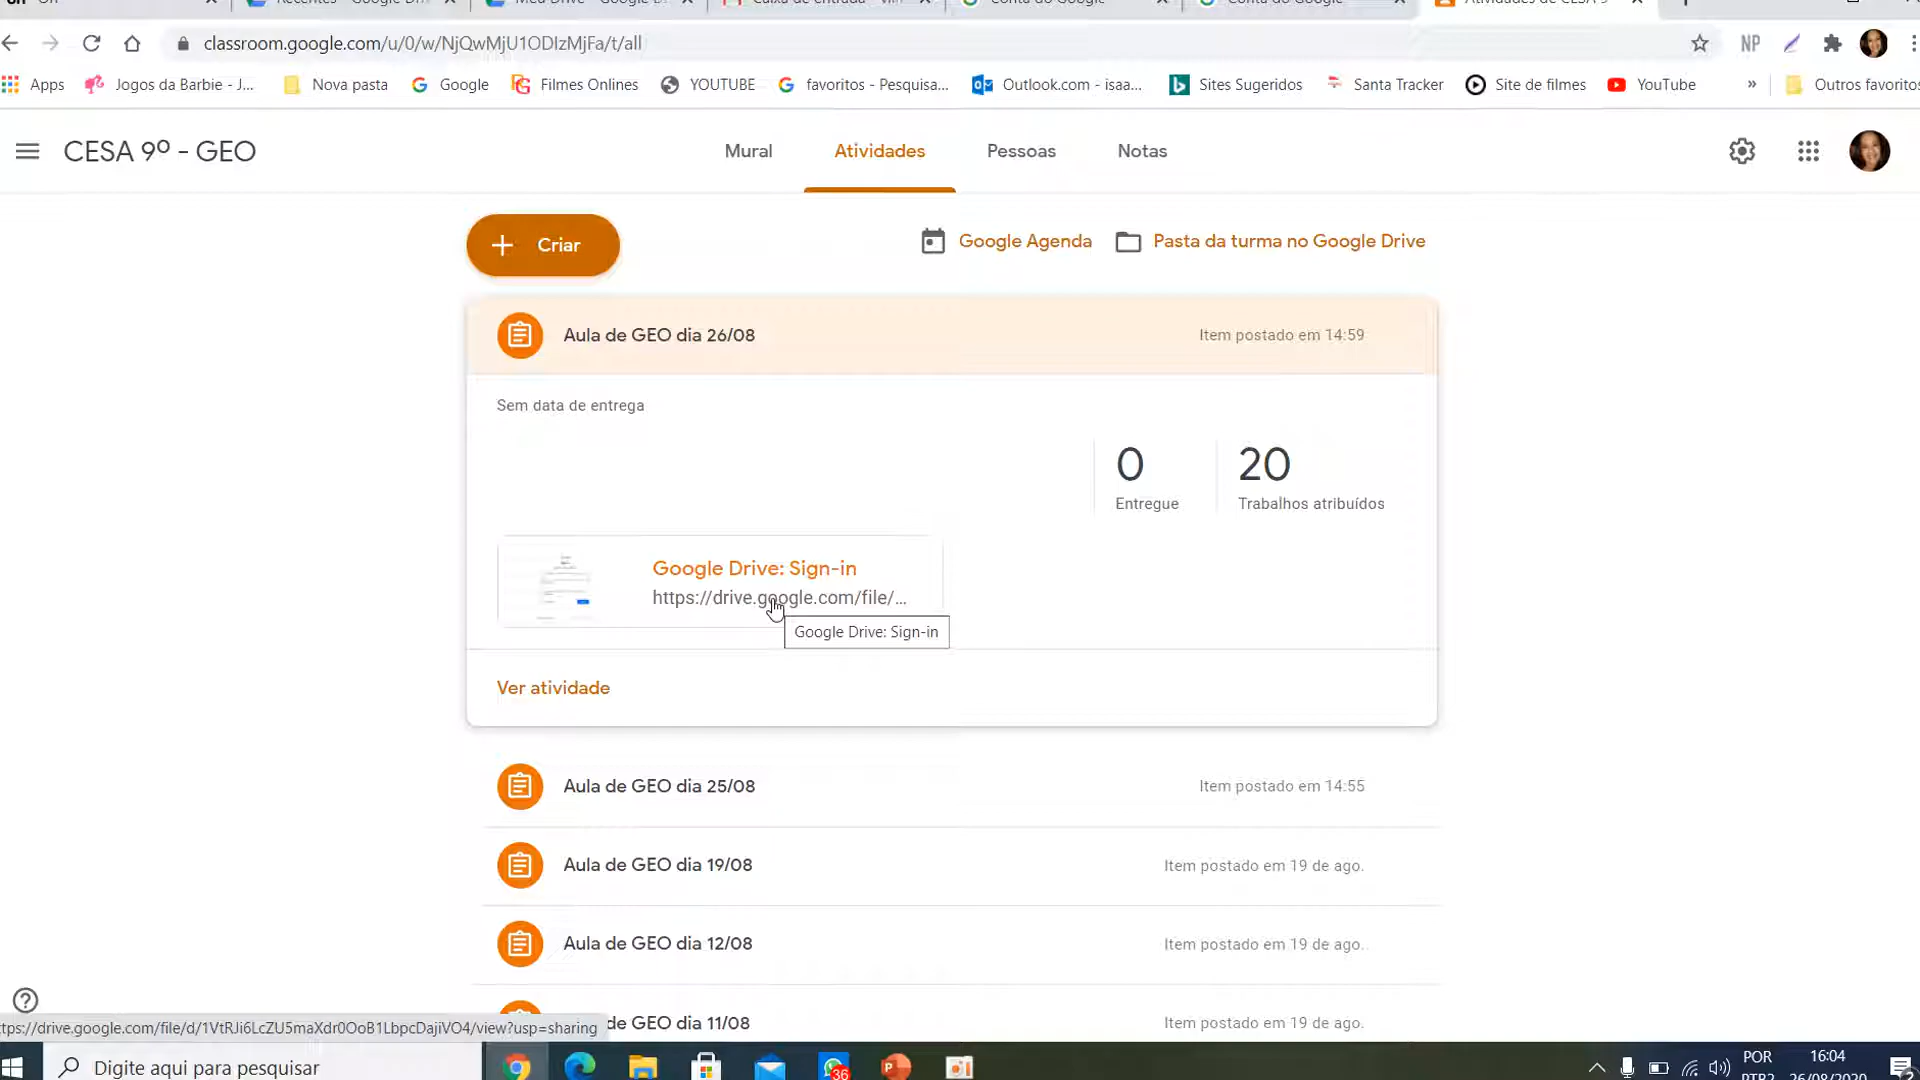 classroom.google.com/u/0/w/NjQwMjU1ODIzMjFa/t/all
NP
Apps
Jogos da Barbie - J...
Nova pasta
Google
Filmes Onlines
YOUTUBE
favoritos - Pesquisa...
Outlook.com - isaa...
Sites Sugeridos
Santa Tracker
Site de filmes
YouTube
»
Outros favoritos
CESA 9º - GEO
Mural
Atividades
Pessoas
Notas
Criar
Google Agenda
Pasta da turma no Google Drive
Aula de GEO dia 26/08
Item postado em 14:59
Sem data de entrega
0
Entregue
20
Trabalhos atribuídos
Google Drive: Sign-in
https://drive.google.com/file/...
Google Drive: Sign-in
Ver atividade
Aula de GEO dia 25/08
Item postado em 14:55
Aula de GEO dia 19/08
Item postado em 19 de ago.
Aula de GEO dia 12/08
Item postado em 19 de ago.
de GEO dia 11/08
Item postado em 19 de ago.
ttps://drive.google.com/file/d/1VtRJi6LcZU5maXdr0OoB1LbpcDajiVO4/view?usp=sharing
Digite aqui para pesquisar
36
POR
16:04
PTB2
26/08/2020
2